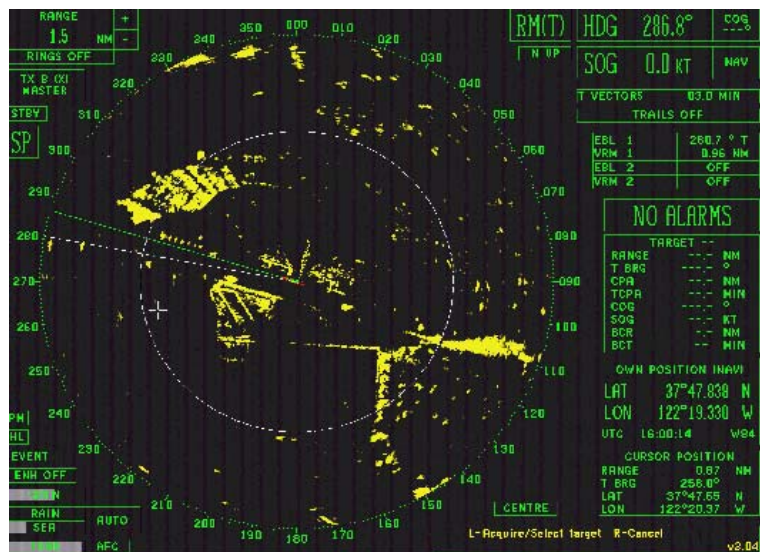 RANGE
1.5 NM
+
-
RINGS OFF
TX B (X)
MASTER
STBY
SP
000
010
020
030
040
050
060
070
080
090
100
110
120
130
140
150
160
170
180
190
200
210
220
230
240
250
260
270
280
290
300
310
320
330
340
350
RM(T)
N UP
HDG 286.8°
COG
---°
SOG 0.0 KT
NAV
T VECTORS 03.0 MIN
TRAILS OFF
EBL 1 280.7 ° T
VRM 1 0.96 NM
EBL 2 OFF
VRM 2 OFF
NO ALARMS
TARGET --
RANGE --.- NM
T BRG ---.- °
CPA --.- NM
TCPA --.- MIN
COG ---.- °
SOG --.- KT
BCR --.- NM
BCT -- MIN
OWN POSITION (NAV)
LAT 37°47.838 N
LON 122°19.330 W
UTC 16:00:14 W84
CURSOR POSITION
RANGE 0.87 NM
T BRG 256.0°
LAT 37°47.65 N
LON 122°20.37 W
PM
HL
EVENT
ENH OFF
RAIN
SEA
AUTO
AFC
CENTRE
L-Acquire/Select target R-Cancel
v2.04